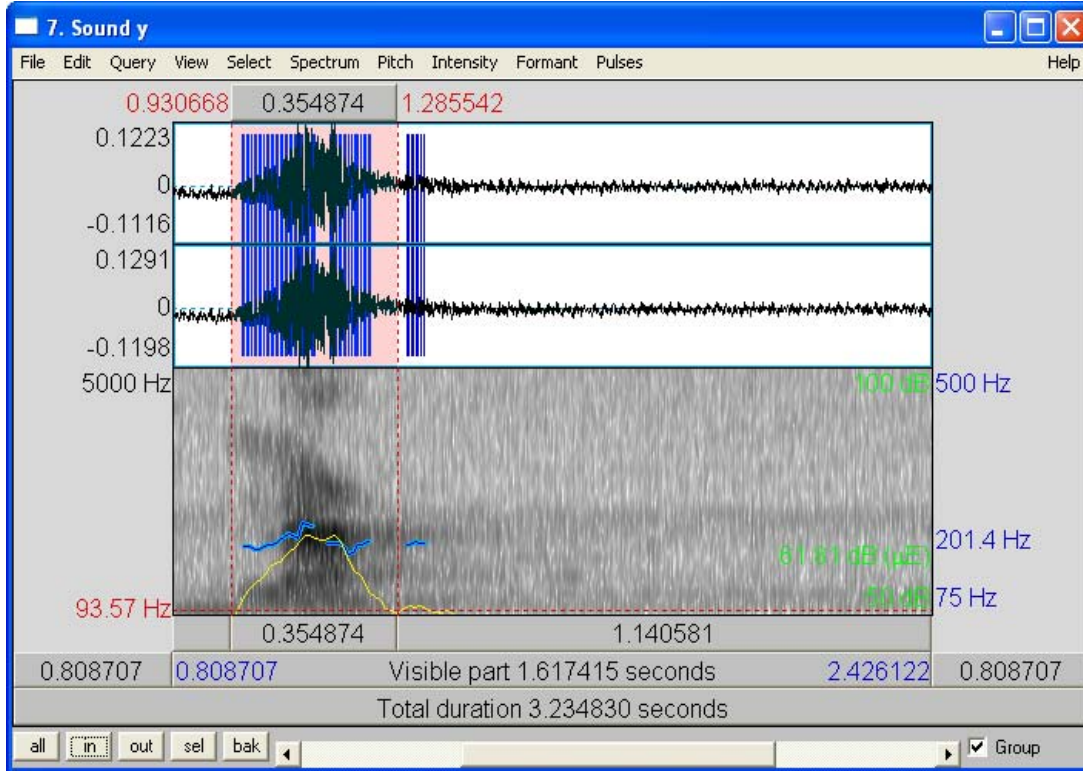 7. Sound y
File Edit Query View Select Spectrum Pitch Intensity Formant Pulses Help
0.930668 0.354874 1.285542
0.1223
0
-0.1116
0.1291
0
-0.1198
5000 Hz 100 dB 500 Hz
201.4 Hz
61.81 dB (µE)
93.57 Hz 50 dB 75 Hz
0.354874 1.140581
0.808707 0.808707 Visible part 1.617415 seconds 2.426122 0.808707
Total duration 3.234830 seconds
all in out sel bak Group